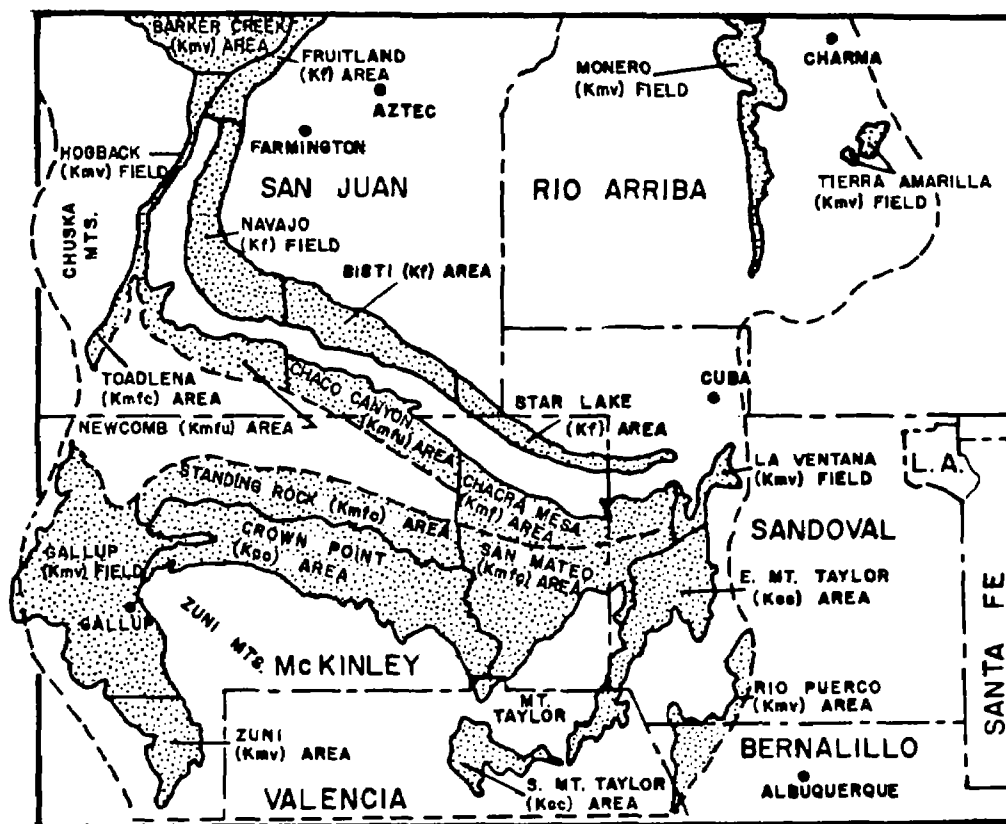 BARKER CREEK
(Kmv) AREA
FRUITLAND
(Kf) AREA
AZTEC
FARMINGTON
MONERO
(Kmv) FIELD
CHARMA
HOGBACK
(Kmv) FIELD
SAN JUAN
RIO ARRIBA
TIERRA AMARILLA
(Kmv) FIELD
CHUSKA
MTS.
NAVAJO
(Kf) FIELD
BISTI (Kf) AREA
TOADLENA
(Kmfc) AREA
NEWCOMB (Kmfu) AREA
CHACO CANYON
(Kmfu) AREA
STAR LAKE
(Kf) AREA
CUBA
LA VENTANA
(Kmv) FIELD
L.A.
STANDING ROCK (Kmfc) AREA
CHACRA MESA
(Kmf) AREA
CROWN POINT
AREA
SAN MATEO
AREA
SANDOVAL
GALLUP
(Kmv) FIELD
GALLUP
E. MT. TAYLOR
AREA
ZUNI MTS.
McKINLEY
SANTA FE
MT.
TAYLOR
RIO PUERCO
(Kmv) AREA
ZUNI
(Kmv) AREA
BERNALILLO
ALBUQUERQUE
VALENCIA
S. MT. TAYLOR
AREA